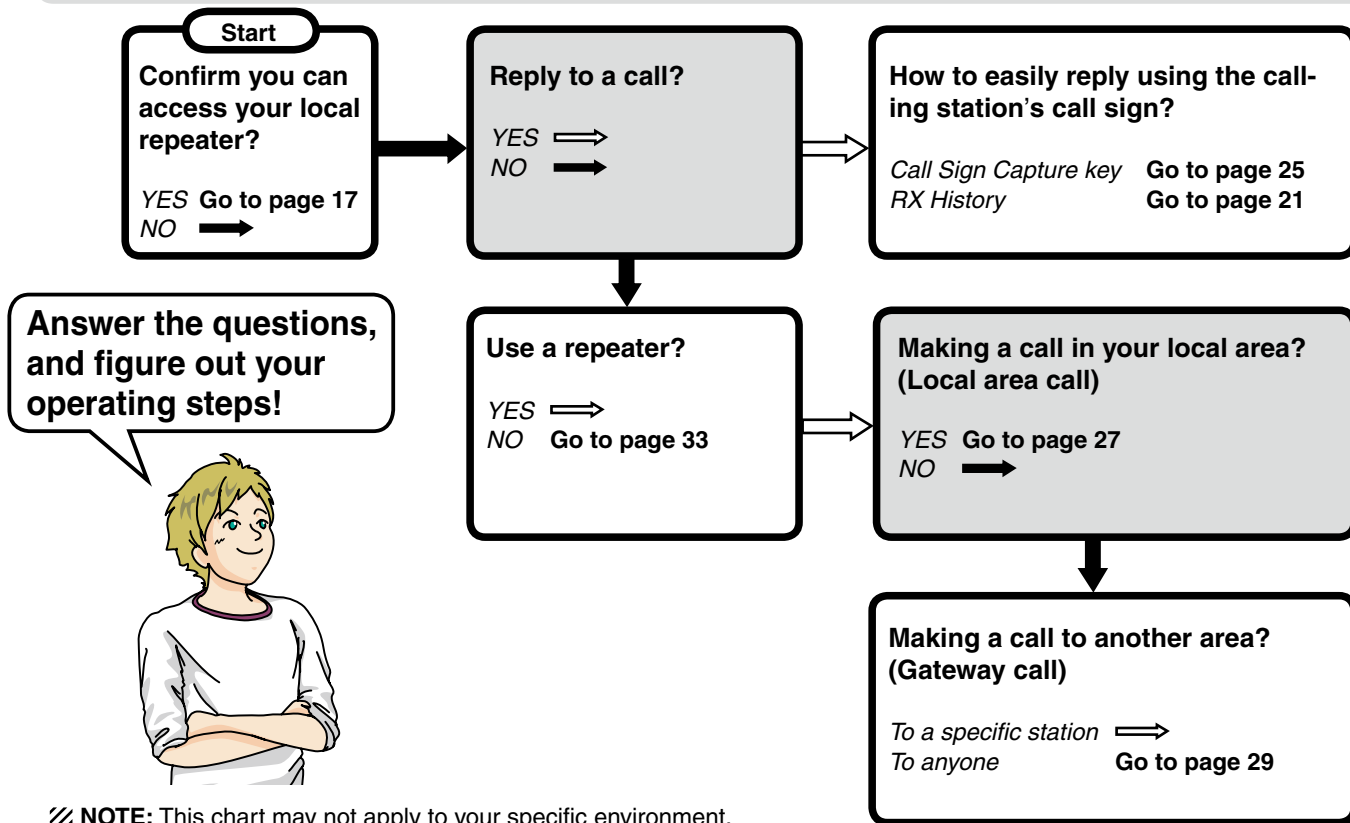 Start
Confirm you can
access your local
repeater?
YES Go to page 17
NO
Reply to a call?
YES
NO
How to easily reply using the call-
ing station's call sign?
Call Sign Capture key Go to page 25
RX History Go to page 21
Answer the questions,
and figure out your
operating steps!
Use a repeater?
YES
NO Go to page 33
Making a call in your local area?
(Local area call)
YES Go to page 27
NO
Making a call to another area?
(Gateway call)
To a specific station
To anyone Go to page 29
NOTE: This chart may not apply to your specific environment.